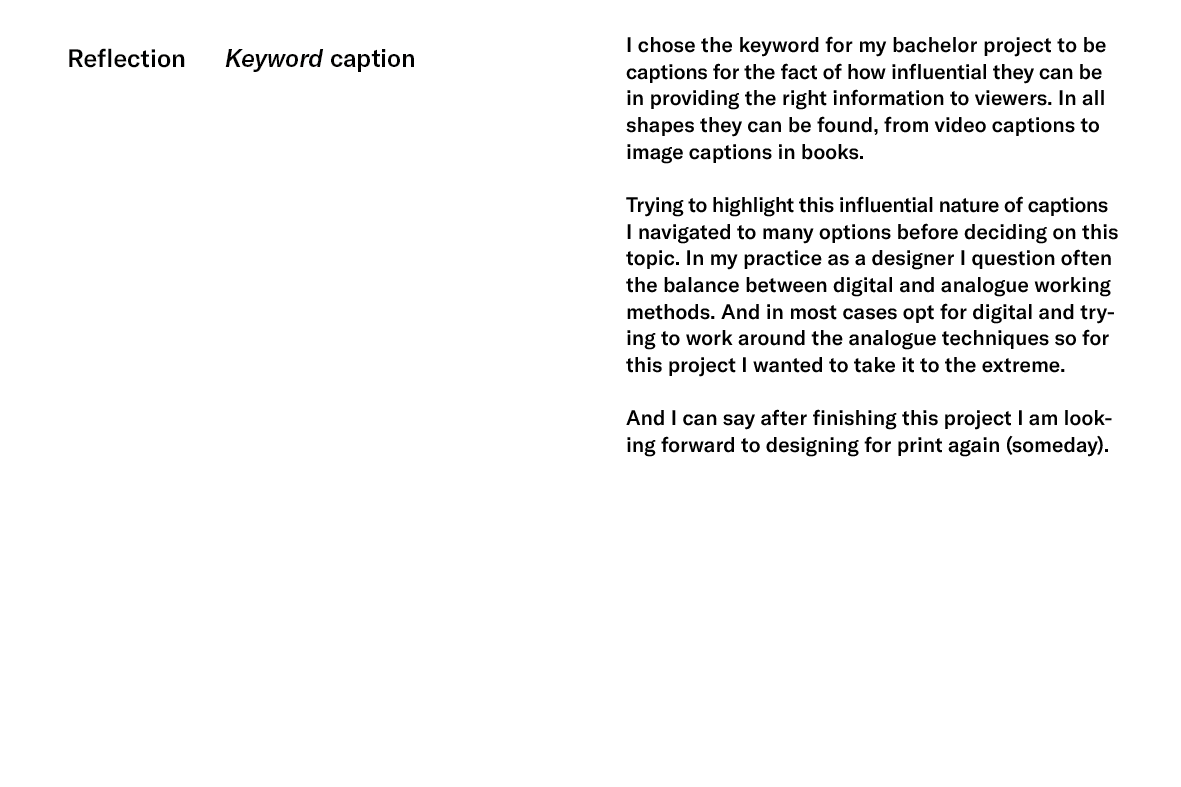 Reflection Keyword caption
I chose the keyword for my bachelor project to be
captions for the fact of how influential they can be
in providing the right information to viewers. In all
shapes they can be found, from video captions to
image captions in books.
Trying to highlight this influential nature of captions
I navigated to many options before deciding on this
topic. In my practice as a designer I question often
the balance between digital and analogue working
methods. And in most cases opt for digital and try-
ing to work around the analogue techniques so for
this project I wanted to take it to the extreme.
And I can say after finishing this project I am look-
ing forward to designing for print again (someday).